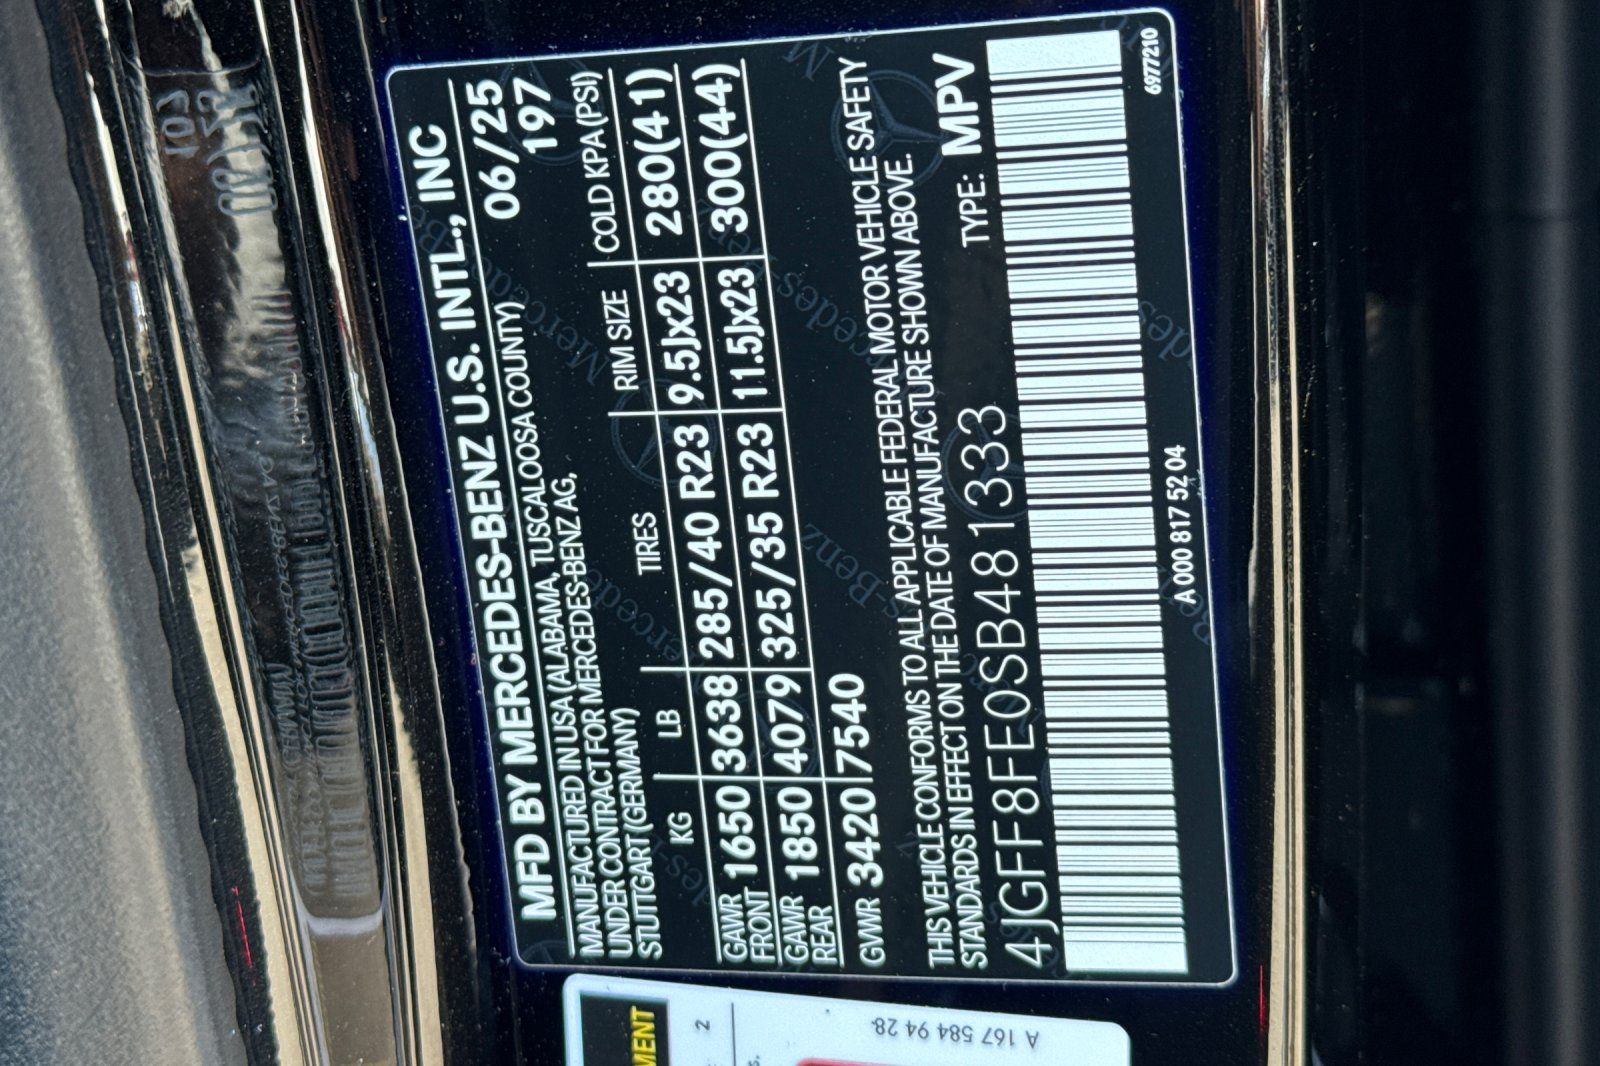 MFD BY MERCEDES-BENZ U.S. INTL., INC
MANUFACTURED IN USA (ALABAMA, TUSCALOOSA COUNTY) 06/25
UNDER CONTRACT FOR MERCEDES-BENZ AG, 197
STUTTGART (GERMANY)
KG LB TIRES RIM SIZE COLD KPA (PSI)
GAWR FRONT 1650 3638 285/40 R23 9.5Jx23 280(41)
GAWR REAR 1850 4079 325/35 R23 11.5Jx23 300(44)
GVWR 3420 7540
THIS VEHICLE CONFORMS TO ALL APPLICABLE FEDERAL MOTOR VEHICLE SAFETY
STANDARDS IN EFFECT ON THE DATE OF MANUFACTURE SHOWN ABOVE.
4JGFF8FE0SB481333 TYPE: MPV
A 000 817 52 04 6977210
MENT
2
A 167 584 94 28